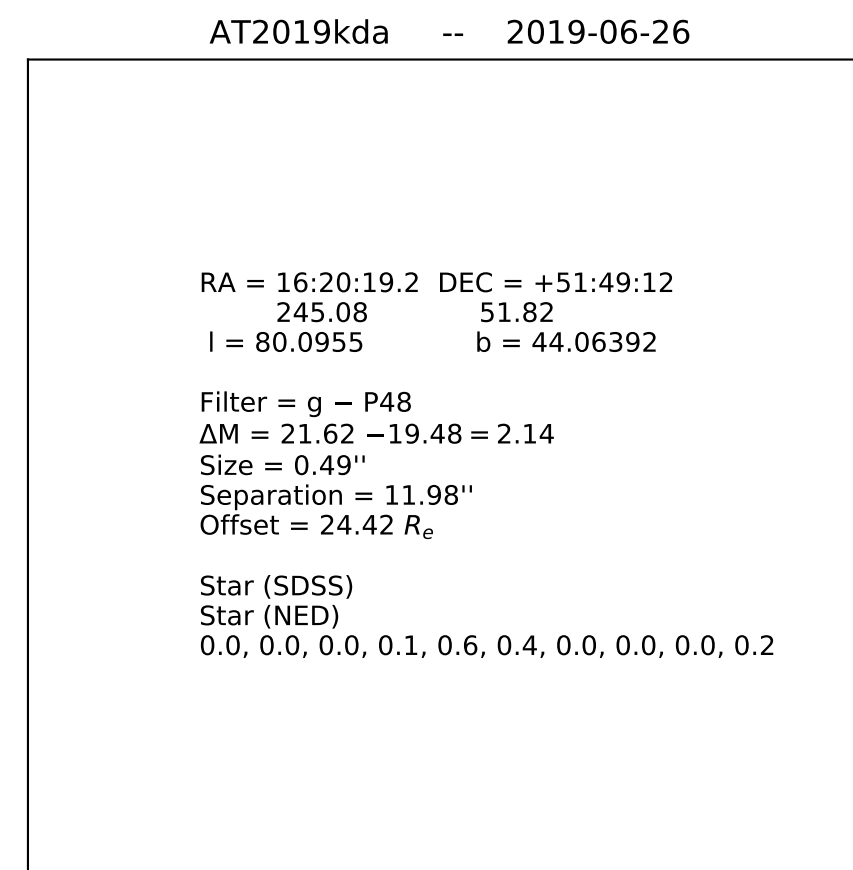 AT2019kda -- 2019-06-26
RA = 16:20:19.2 DEC = +51:49:12
245.08 51.82
l = 80.0955 b = 44.06392
Filter = g − P48
ΔM = 21.62 −19.48 = 2.14
Size = 0.49''
Separation = 11.98''
Offset = 24.42 Rₑ
Star (SDSS)
Star (NED)
0.0, 0.0, 0.0, 0.1, 0.6, 0.4, 0.0, 0.0, 0.0, 0.2